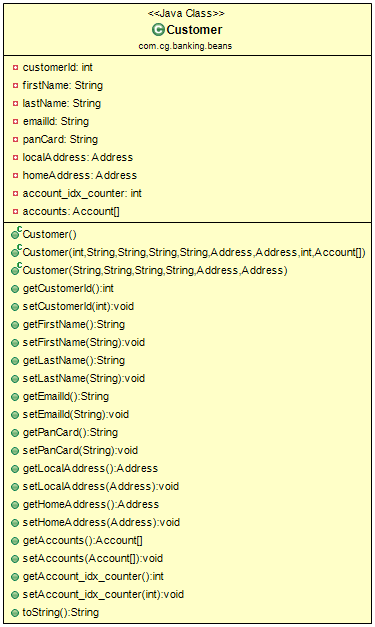 <<Java Class>>
Customer
com.cg.banking.beans
customerId: int
firstName: String
lastName: String
emailId: String
panCard: String
localAddress: Address
homeAddress: Address
account_idx_counter: int
accounts: Account[]
Customer()
Customer(int,String,String,String,String,Address,Address,int,Account[])
Customer(String,String,String,String,Address,Address)
getCustomerId():int
setCustomerId(int):void
getFirstName():String
setFirstName(String):void
getLastName():String
setLastName(String):void
getEmailId():String
setEmailId(String):void
getPanCard():String
setPanCard(String):void
getLocalAddress():Address
setLocalAddress(Address):void
getHomeAddress():Address
setHomeAddress(Address):void
getAccounts():Account[]
setAccounts(Account[]):void
getAccount_idx_counter():int
setAccount_idx_counter(int):void
toString():String